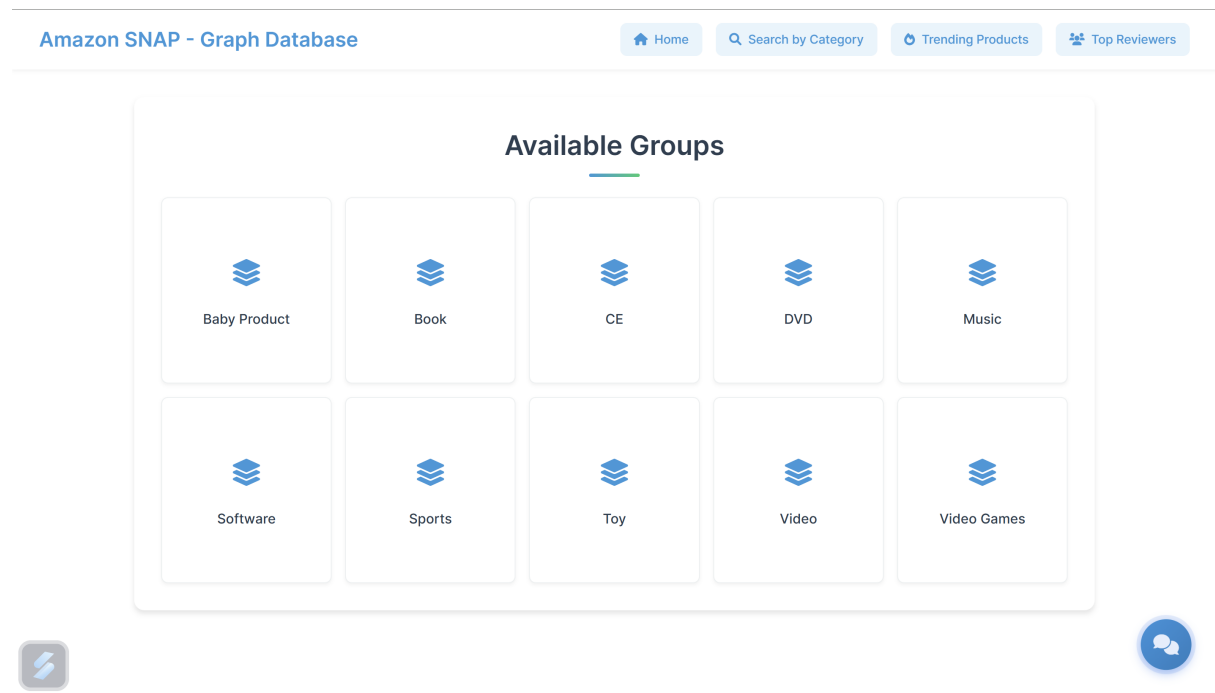 Amazon SNAP - Graph Database
Home
Search by Category
Trending Products
Top Reviewers
Available Groups
Baby Product
Book
CE
DVD
Music
Software
Sports
Toy
Video
Video Games